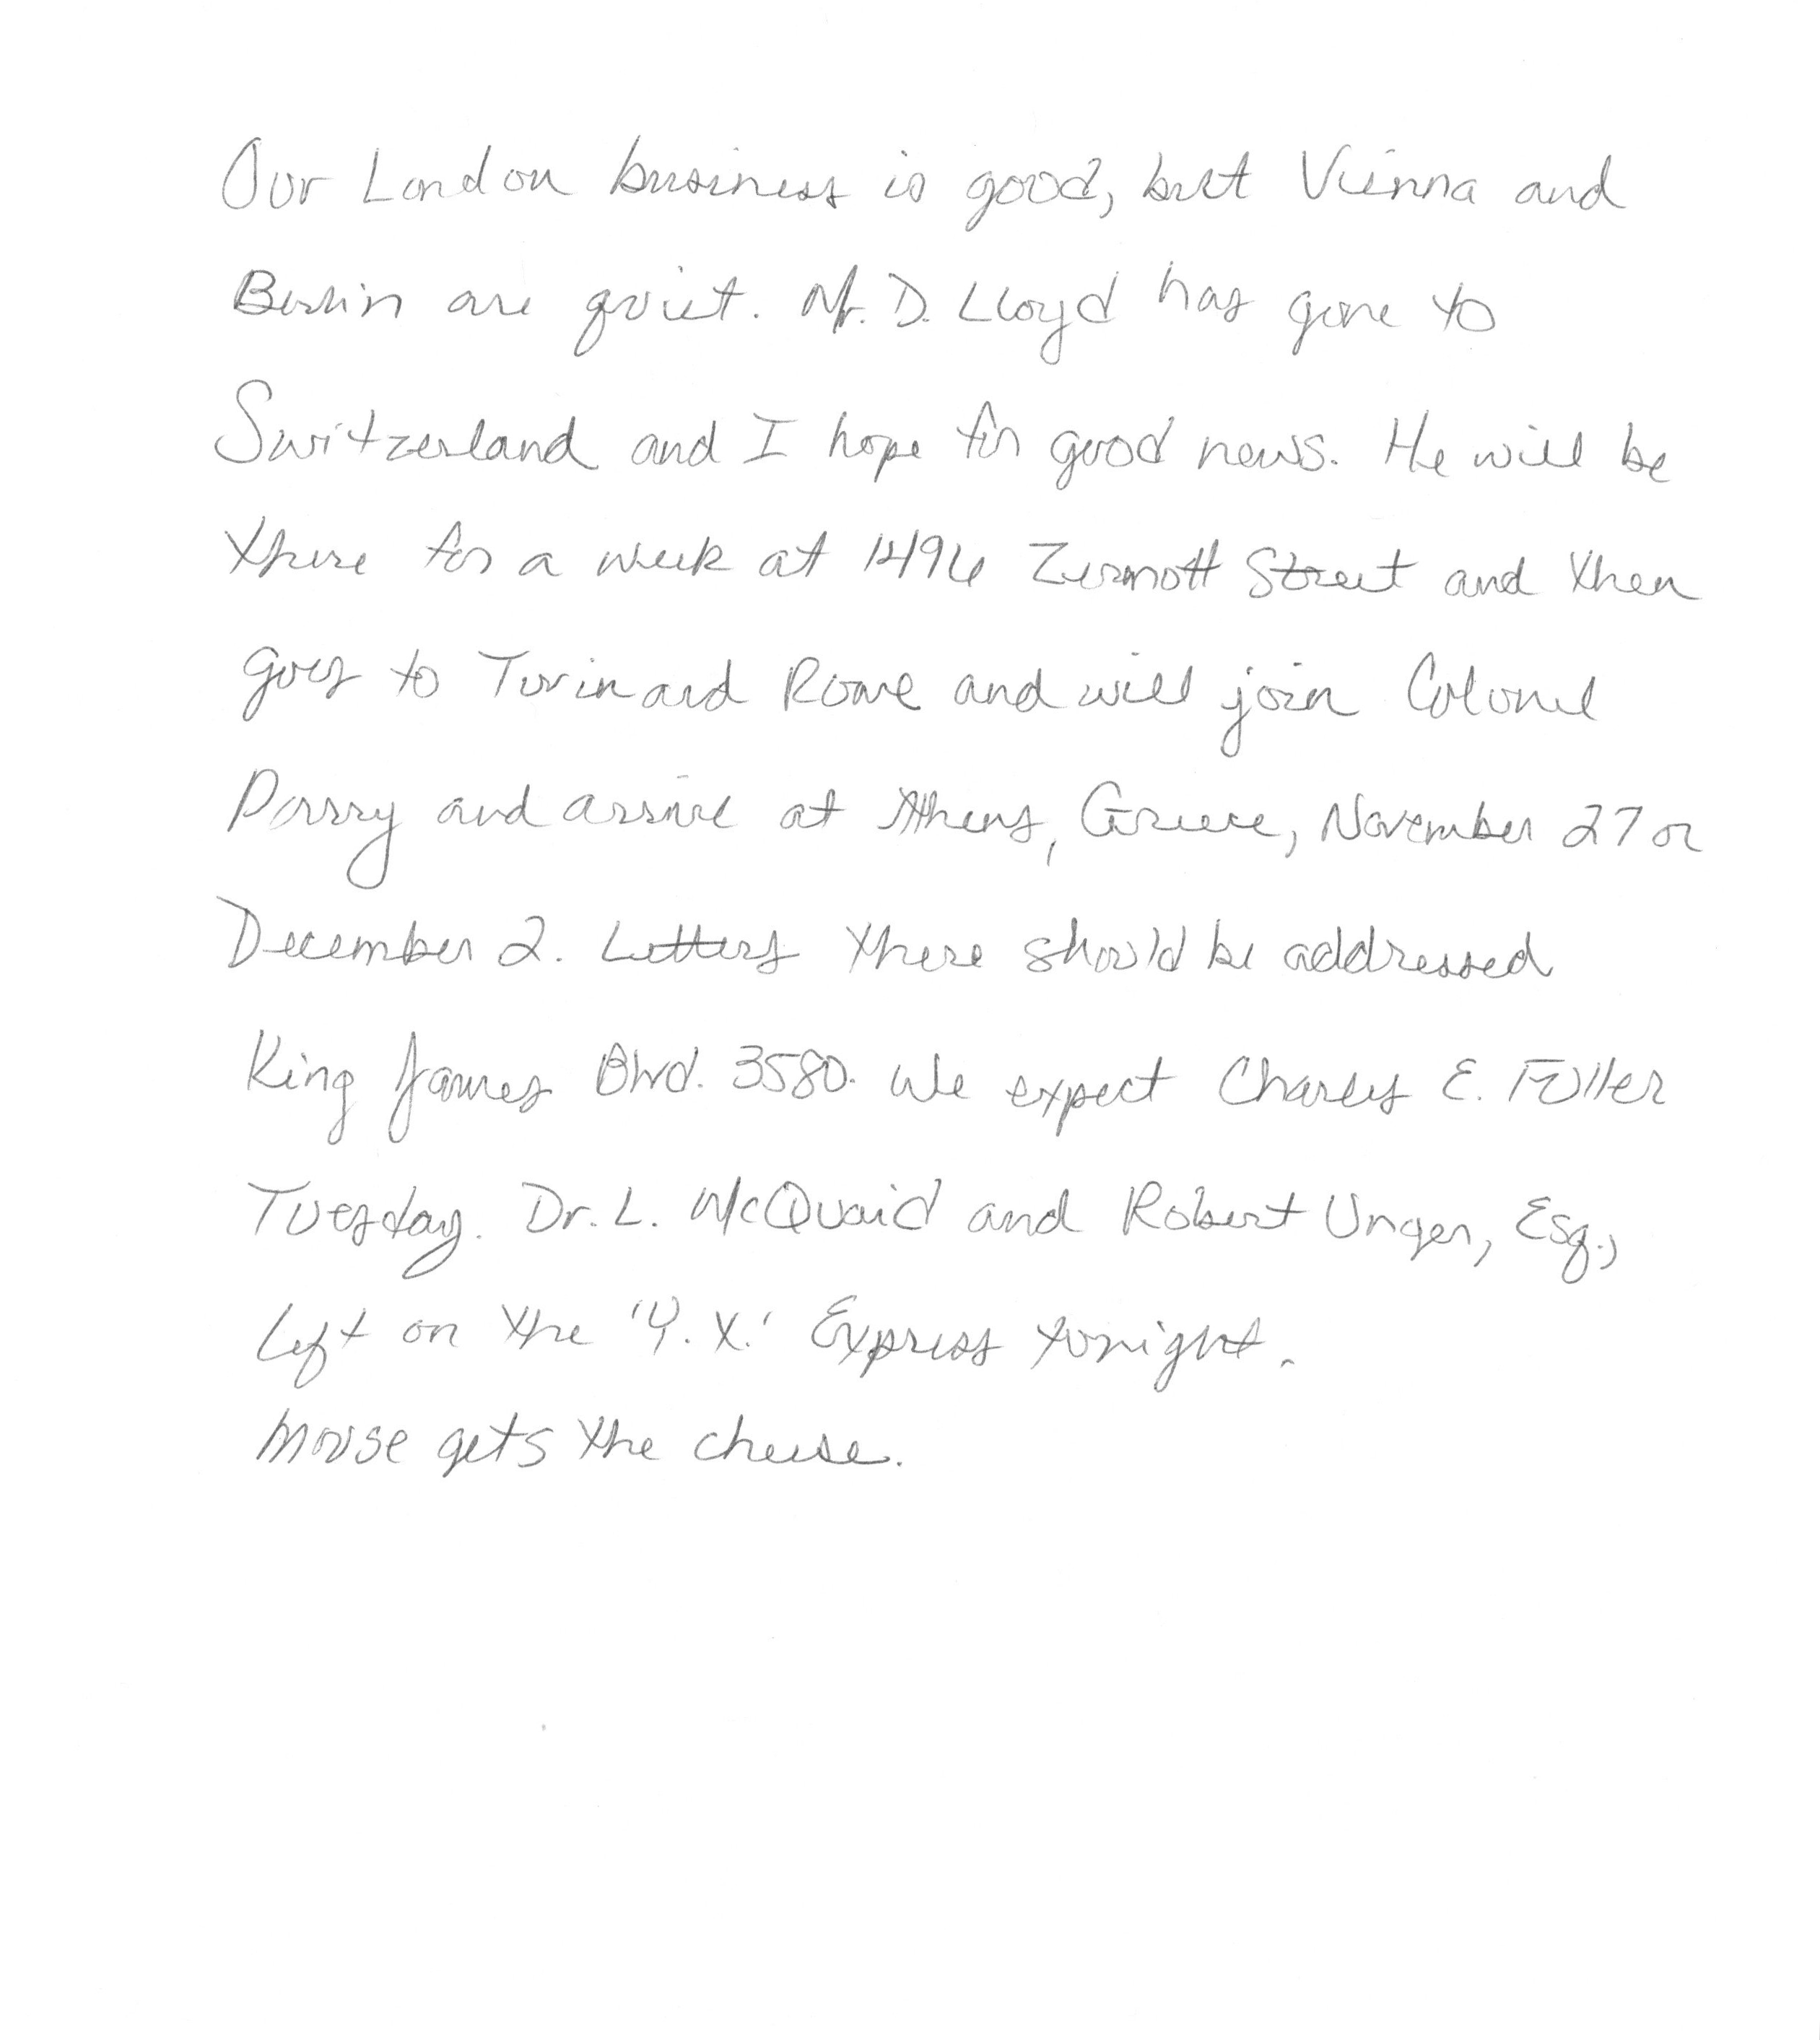 Our London business is good, but Vienna and
Berlin are quiet. Mr. D. Lloyd has gone to
Switzerland and I hope for good news. He will be
there for a week at 1496 Zermott Street and then
goes to Turin and Rome and will join Colonel
Parry and arrive at Athens, Greece, November 27 or
December 2. Letters there should be addressed
King James Blvd. 3580. We expect Charles E. Fuller
Tuesday. Dr. L. McQuaid and Robert Unger, Esq.,
left on the 'Y. X.' Express tonight.
Mouse gets the cheese.